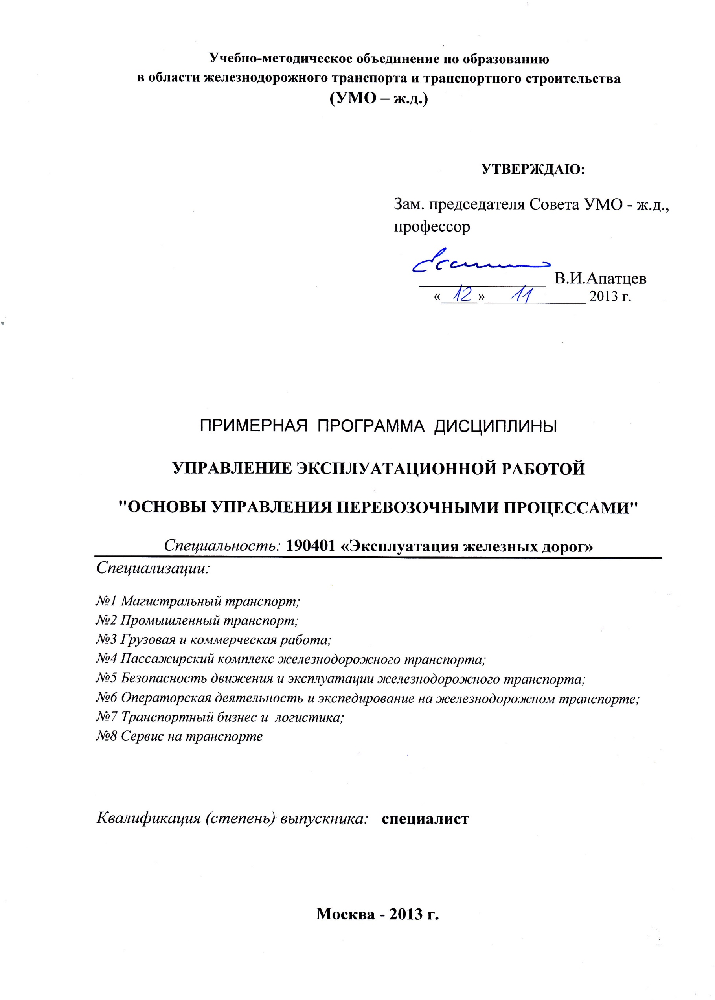 Учебно-методическое объединение по образованию
в области железнодорожного транспорта и транспортного строительства
(УМО – ж.д.)
УТВЕРЖДАЮ:
Зам. председателя Совета УМО - ж.д.,
профессор
В.И.Апатцев
« 12 » 11 2013 г.
ПРИМЕРНАЯ ПРОГРАММА ДИСЦИПЛИНЫ
УПРАВЛЕНИЕ ЭКСПЛУАТАЦИОННОЙ РАБОТОЙ
"ОСНОВЫ УПРАВЛЕНИЯ ПЕРЕВОЗОЧНЫМИ ПРОЦЕССАМИ"
Специальность: 190401 «Эксплуатация железных дорог»
Специализации:
№1 Магистральный транспорт;
№2 Промышленный транспорт;
№3 Грузовая и коммерческая работа;
№4 Пассажирский комплекс железнодорожного транспорта;
№5 Безопасность движения и эксплуатации железнодорожного транспорта;
№6 Операторская деятельность и экспедирование на железнодорожном транспорте;
№7 Транспортный бизнес и логистика;
№8 Сервис на транспорте
Квалификация (степень) выпускника: специалист
Москва - 2013 г.